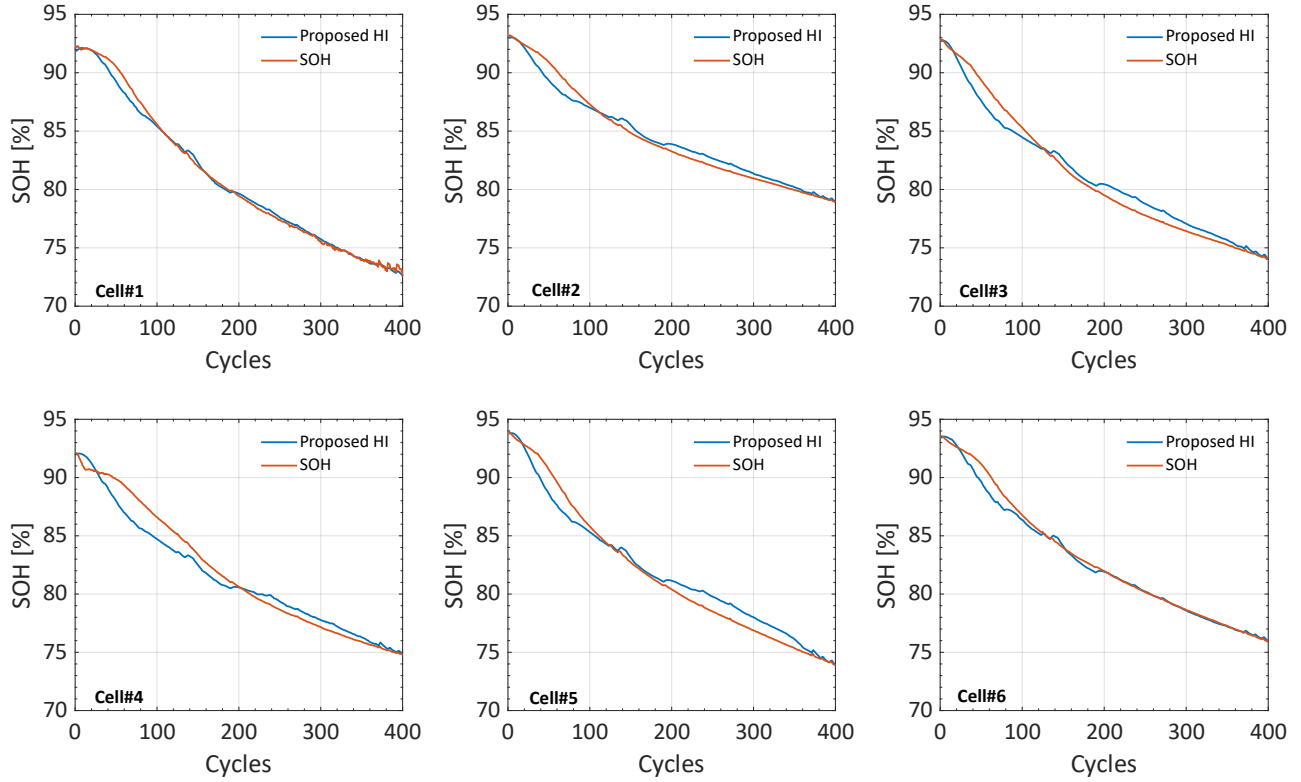 95
90
85
80
75
70
SOH [%]
Proposed HI
SOH
Cell#1
0 100 200 300 400
Cycles
95
90
85
80
75
70
SOH [%]
Proposed HI
SOH
Cell#2
0 100 200 300 400
Cycles
95
90
85
80
75
70
SOH [%]
Proposed HI
SOH
Cell#3
0 100 200 300 400
Cycles
95
90
85
80
75
70
SOH [%]
Proposed HI
SOH
Cell#4
0 100 200 300 400
Cycles
95
90
85
80
75
70
SOH [%]
Proposed HI
SOH
Cell#5
0 100 200 300 400
Cycles
95
90
85
80
75
70
SOH [%]
Proposed HI
SOH
Cell#6
0 100 200 300 400
Cycles